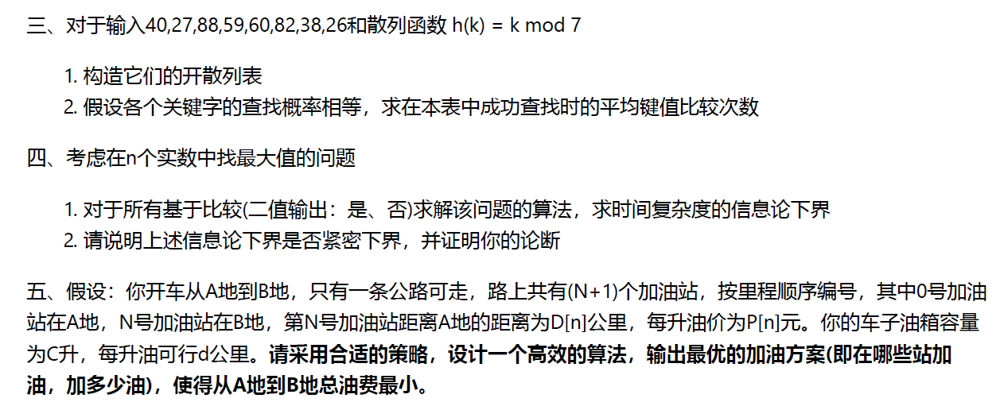 三、对于输入40,27,88,59,60,82,38,26和散列函数 h(k) = k mod 7
1. 构造它们的开散列表
2. 假设各个关键字的查找概率相等，求在本表中成功查找时的平均键值比较次数
四、考虑在n个实数中找最大值的问题
1. 对于所有基于比较(二值输出：是、否)求解该问题的算法，求时间复杂度的信息论下界
2. 请说明上述信息论下界是否紧密下界，并证明你的论断
五、假设：你开车从A地到B地，只有一条公路可走，路上共有(N+1)个加油站，按里程顺序编号，其中0号加油
站在A地，N号加油站在B地，第N号加油站距离A地的距离为D[n]公里，每升油价为P[n]元。你的车子油箱容量
为C升，每升油可行d公里。请采用合适的策略，设计一个高效的算法，输出最优的加油方案(即在哪些站加
油，加多少油)，使得从A地到B地总油费最小。